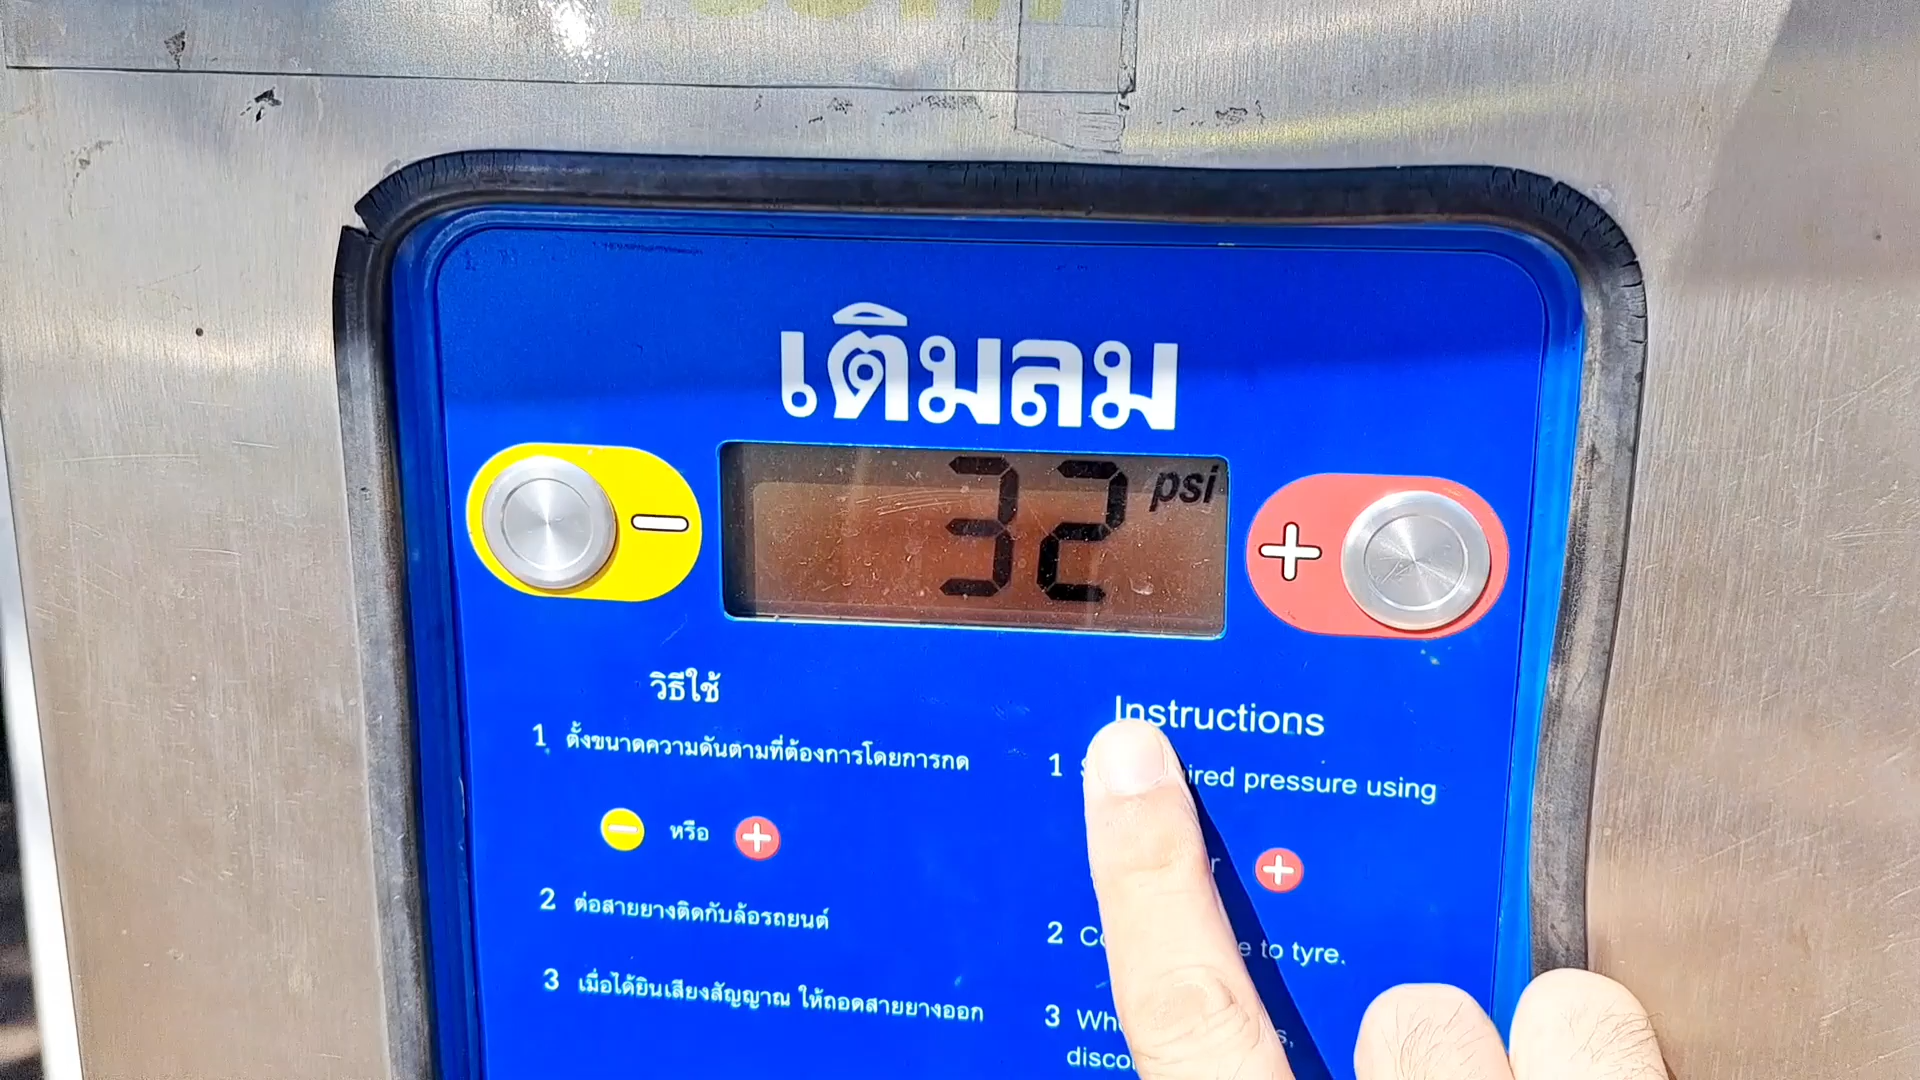 เติมลม
32 psi
วิธีใช้
1 ตั้งขนาดความดันตามที่ต้องการโดยการกด
หรือ
2 ต่อสายยางติดกับล้อรถยนต์
3 เมื่อได้ยินเสียงสัญญาณ ให้ถอดสายยางออก
Instructions
1 pressure using
2 to tyre.
3